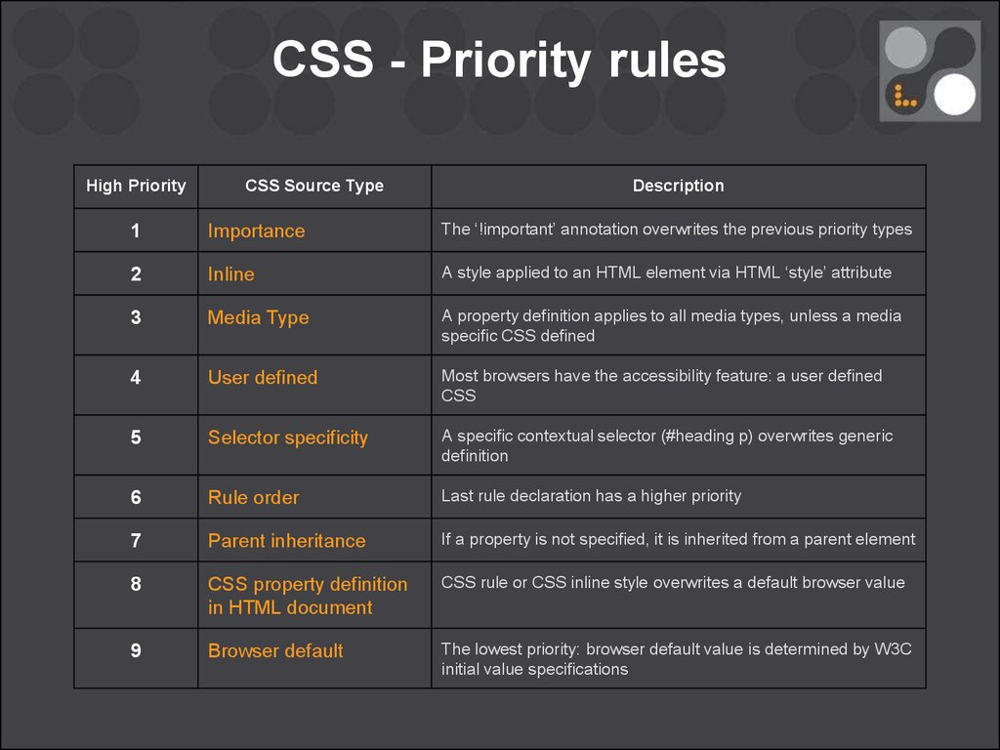 CSS - Priority rules
High Priority CSS Source Type Description
1 Importance The ‘!important’ annotation overwrites the previous priority types
2 Inline A style applied to an HTML element via HTML ‘style’ attribute
3 Media Type A property definition applies to all media types, unless a media
specific CSS defined
4 User defined Most browsers have the accessibility feature: a user defined
CSS
5 Selector specificity A specific contextual selector (#heading p) overwrites generic
definition
6 Rule order Last rule declaration has a higher priority
7 Parent inheritance If a property is not specified, it is inherited from a parent element
8 CSS property definition CSS rule or CSS inline style overwrites a default browser value
in HTML document
9 Browser default The lowest priority: browser default value is determined by W3C
initial value specifications